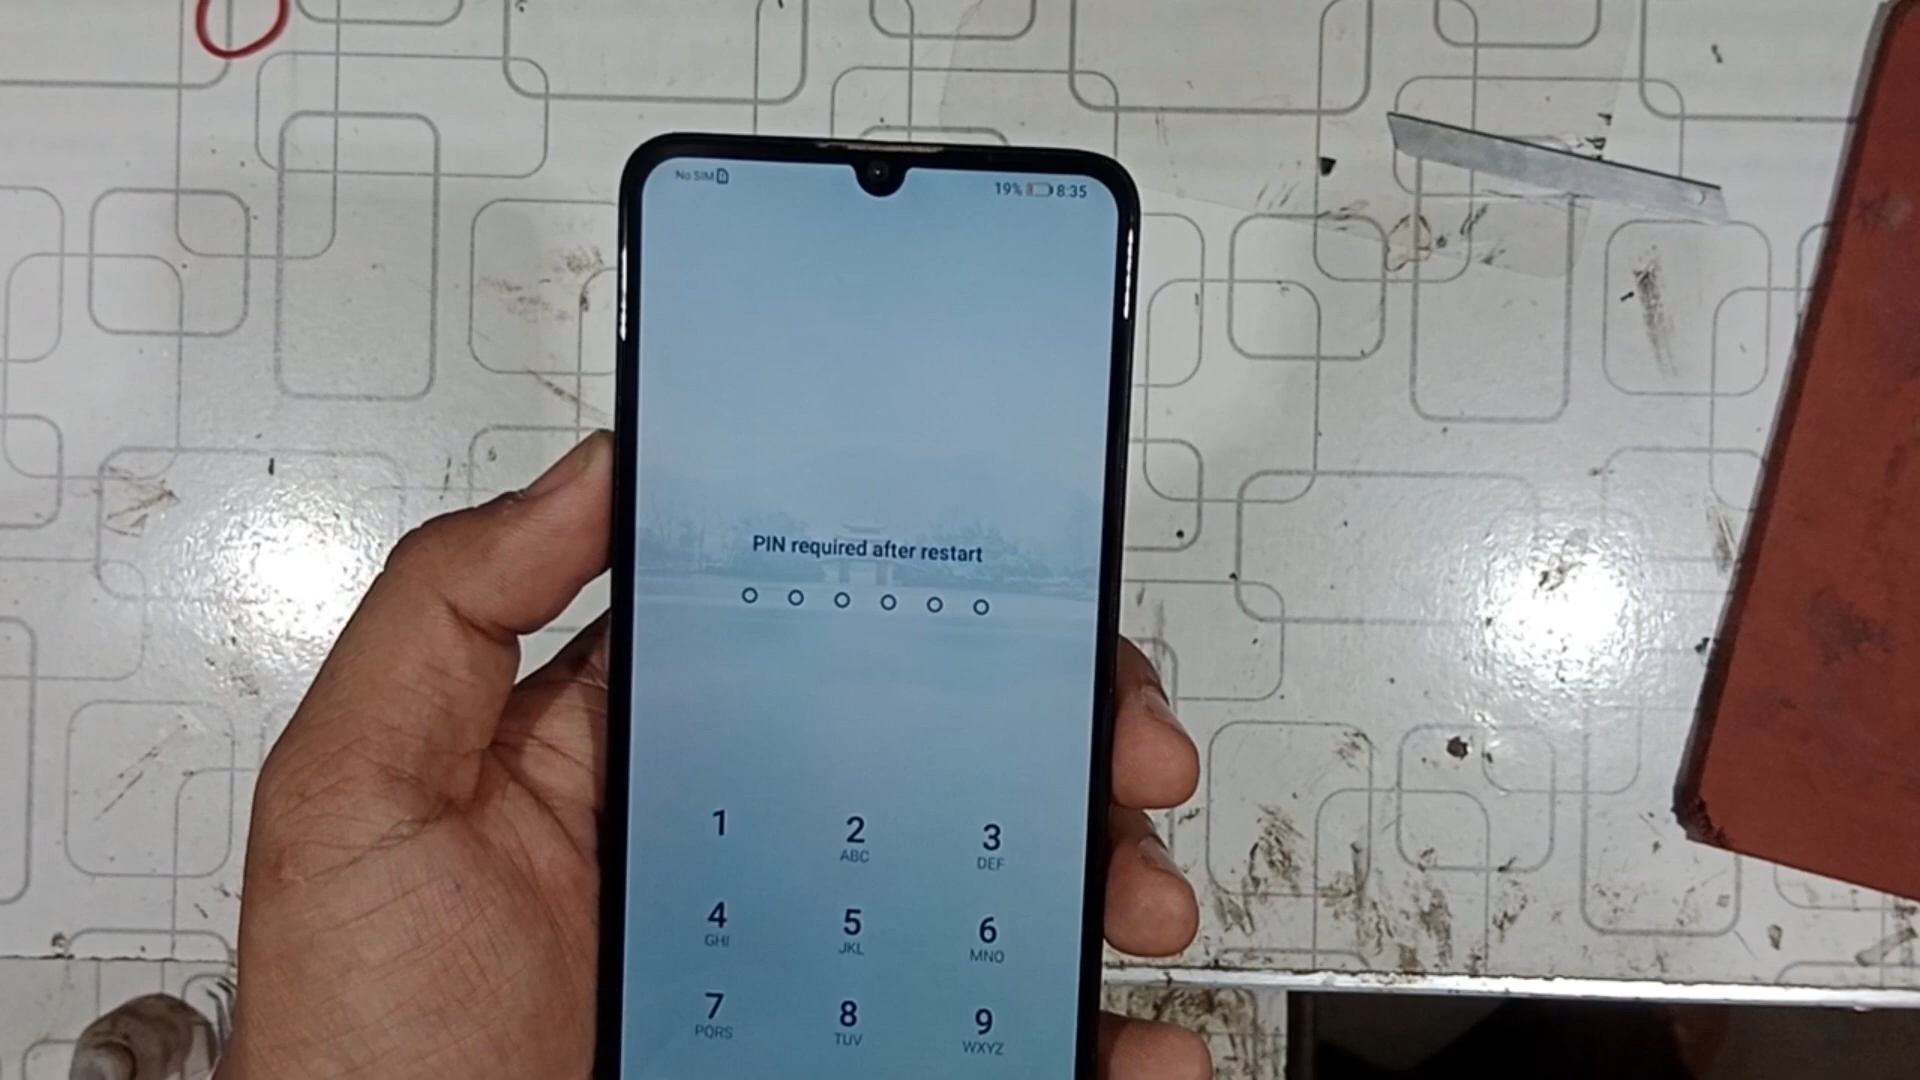 No SIM
19% 8:35
PIN required after restart
1 2 3
ABC DEF
4 5 6
GHI JKL MNO
7 8 9
PQRS TUV WXYZ